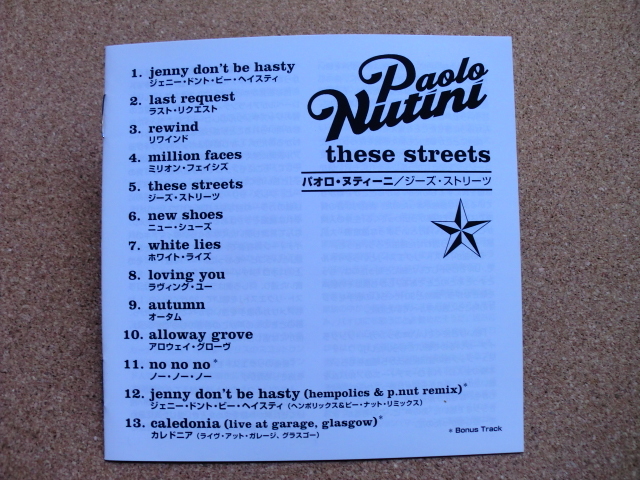 1. jenny don't be hasty
ジェニー・ドント・ビー・ヘイスティ
2. last request
ラスト・リクエスト
3. rewind
リワインド
4. million faces
ミリオン・フェイシズ
5. these streets
ジーズ・ストリーツ
6. new shoes
ニュー・シューズ
7. white lies
ホワイト・ライズ
8. loving you
ラヴィング・ユー
9. autumn
オータム
10. alloway grove
アロウェイ・グローヴ
11. no no no*
ノー・ノー・ノー
12. jenny don't be hasty (hempolics & p.nut remix)*
ジェニー・ドント・ビー・ヘイスティ（ヘンポリックス&ピー・ナット・リミックス）
13. caledonia (live at garage, glasgow)*
カレドニア（ライヴ・アット・ガレージ、グラスゴー）
Paolo
Nutini
these streets
パオロ・ヌティーニ／ジーズ・ストリーツ
* Bonus Track